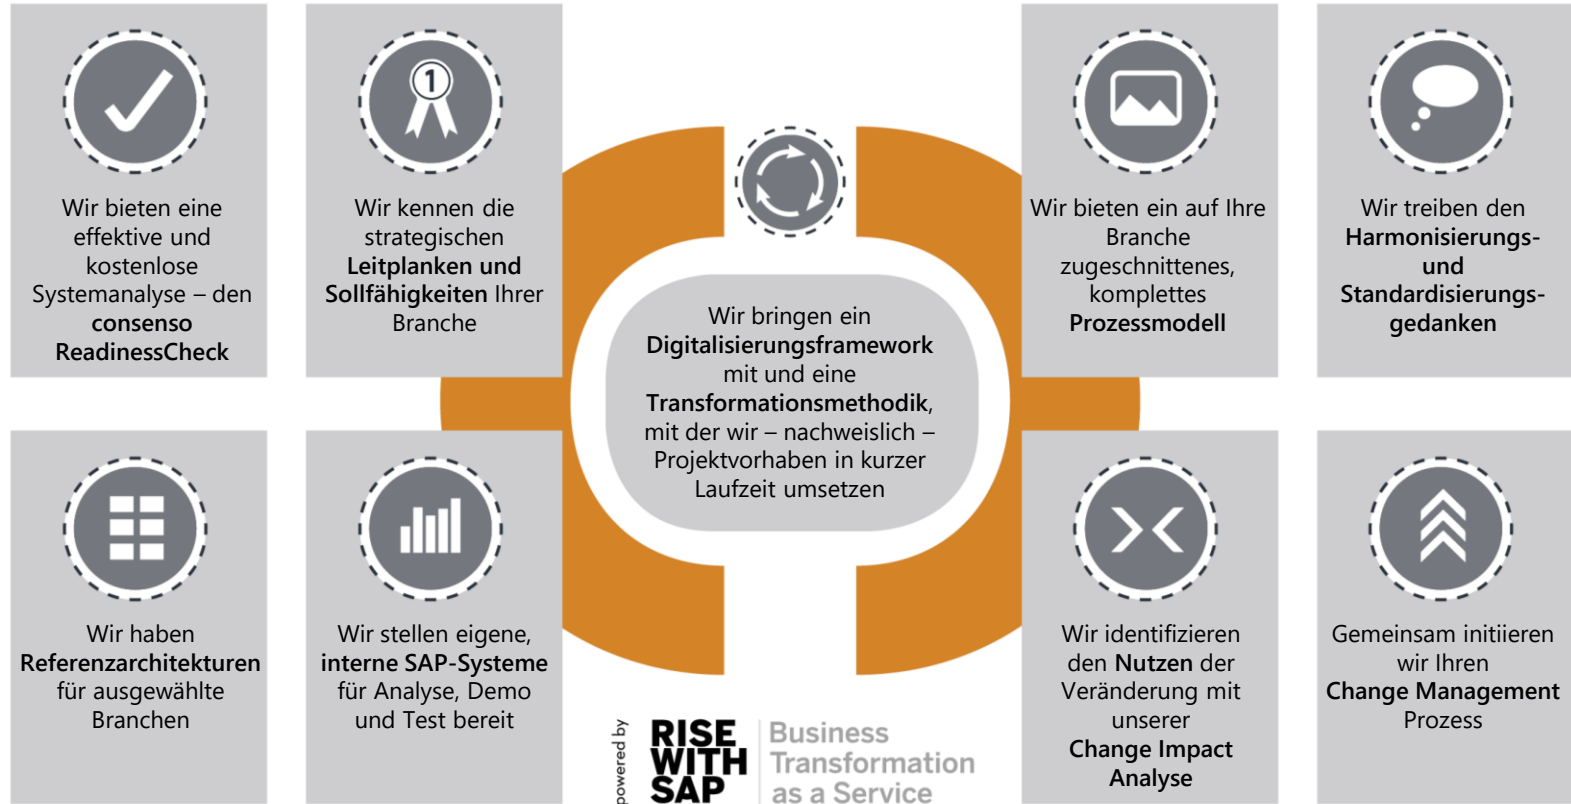 Wir bieten eine
effektive und
kostenlose
Systemanalyse – den
consenso
ReadinessCheck
1
Wir kennen die
strategischen
Leitplanken und
Sollfähigkeiten Ihrer
Branche
Wir bringen ein
Digitalisierungsframework
mit und eine
Transformationsmethodik,
mit der wir – nachweislich –
Projektvorhaben in kurzer
Laufzeit umsetzen
Wir bieten ein auf Ihre
Branche
zugeschnittenes,
komplettes
Prozessmodell
Wir treiben den
Harmonisierungs-
und
Standardisierungs-
gedanken
Wir haben
Referenzarchitekturen
für ausgewählte
Branchen
Wir stellen eigene,
interne SAP-Systeme
für Analyse, Demo
und Test bereit
powered by
RISE
WITH
SAP
Business
Transformation
as a Service
Wir identifizieren
den Nutzen der
Veränderung mit
unserer
Change Impact
Analyse
Gemeinsam initiieren
wir Ihren
Change Management
Prozess